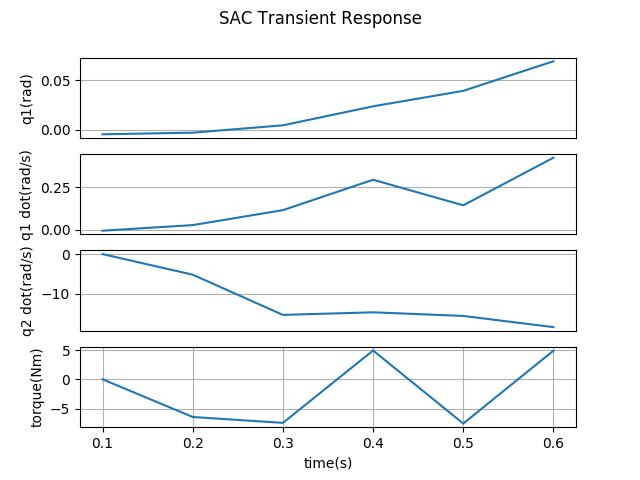 SAC Transient Response
0.05
0.00
q1(rad)
0.25
0.00
q1 dot(rad/s)
0
−10
q2 dot(rad/s)
5
0
−5
torque(Nm)
0.1 0.2 0.3 0.4 0.5 0.6
time(s)